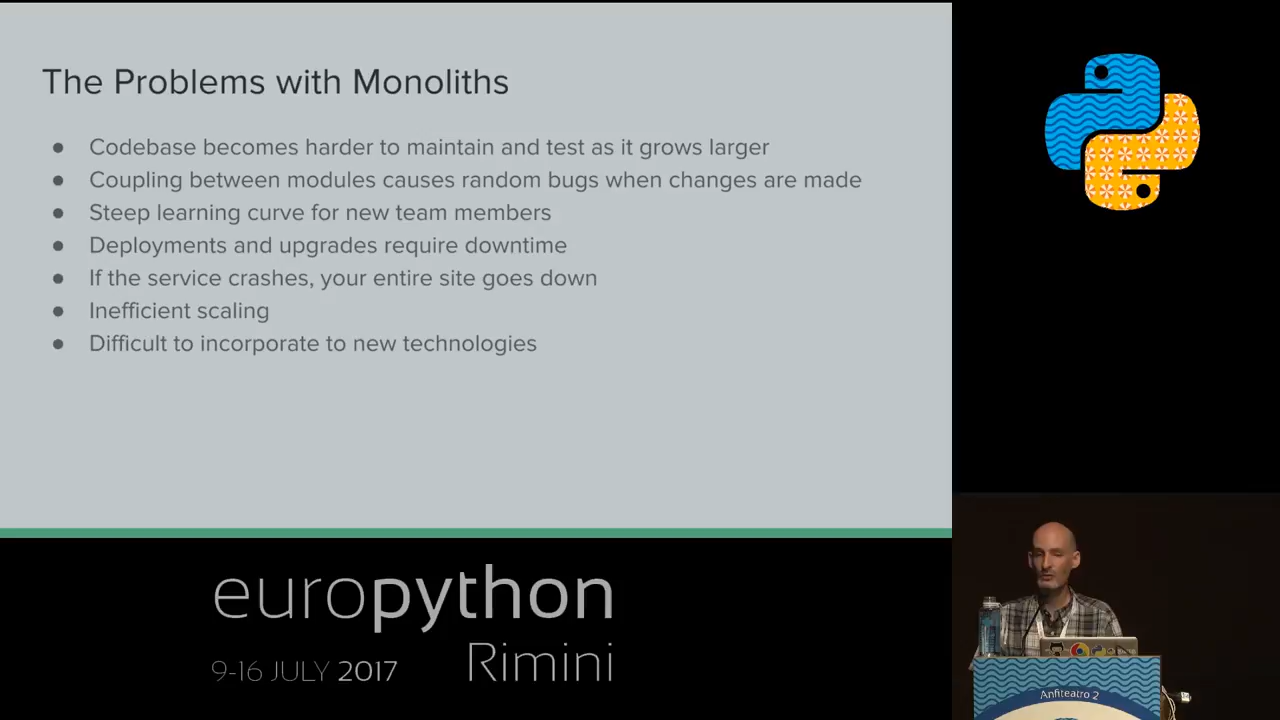 The Problems with Monoliths
● Codebase becomes harder to maintain and test as it grows larger
● Coupling between modules causes random bugs when changes are made
● Steep learning curve for new team members
● Deployments and upgrades require downtime
● If the service crashes, your entire site goes down
● Inefficient scaling
● Difficult to incorporate to new technologies
europython
9-16 JULY 2017 Rimini
Anfiteatro 2